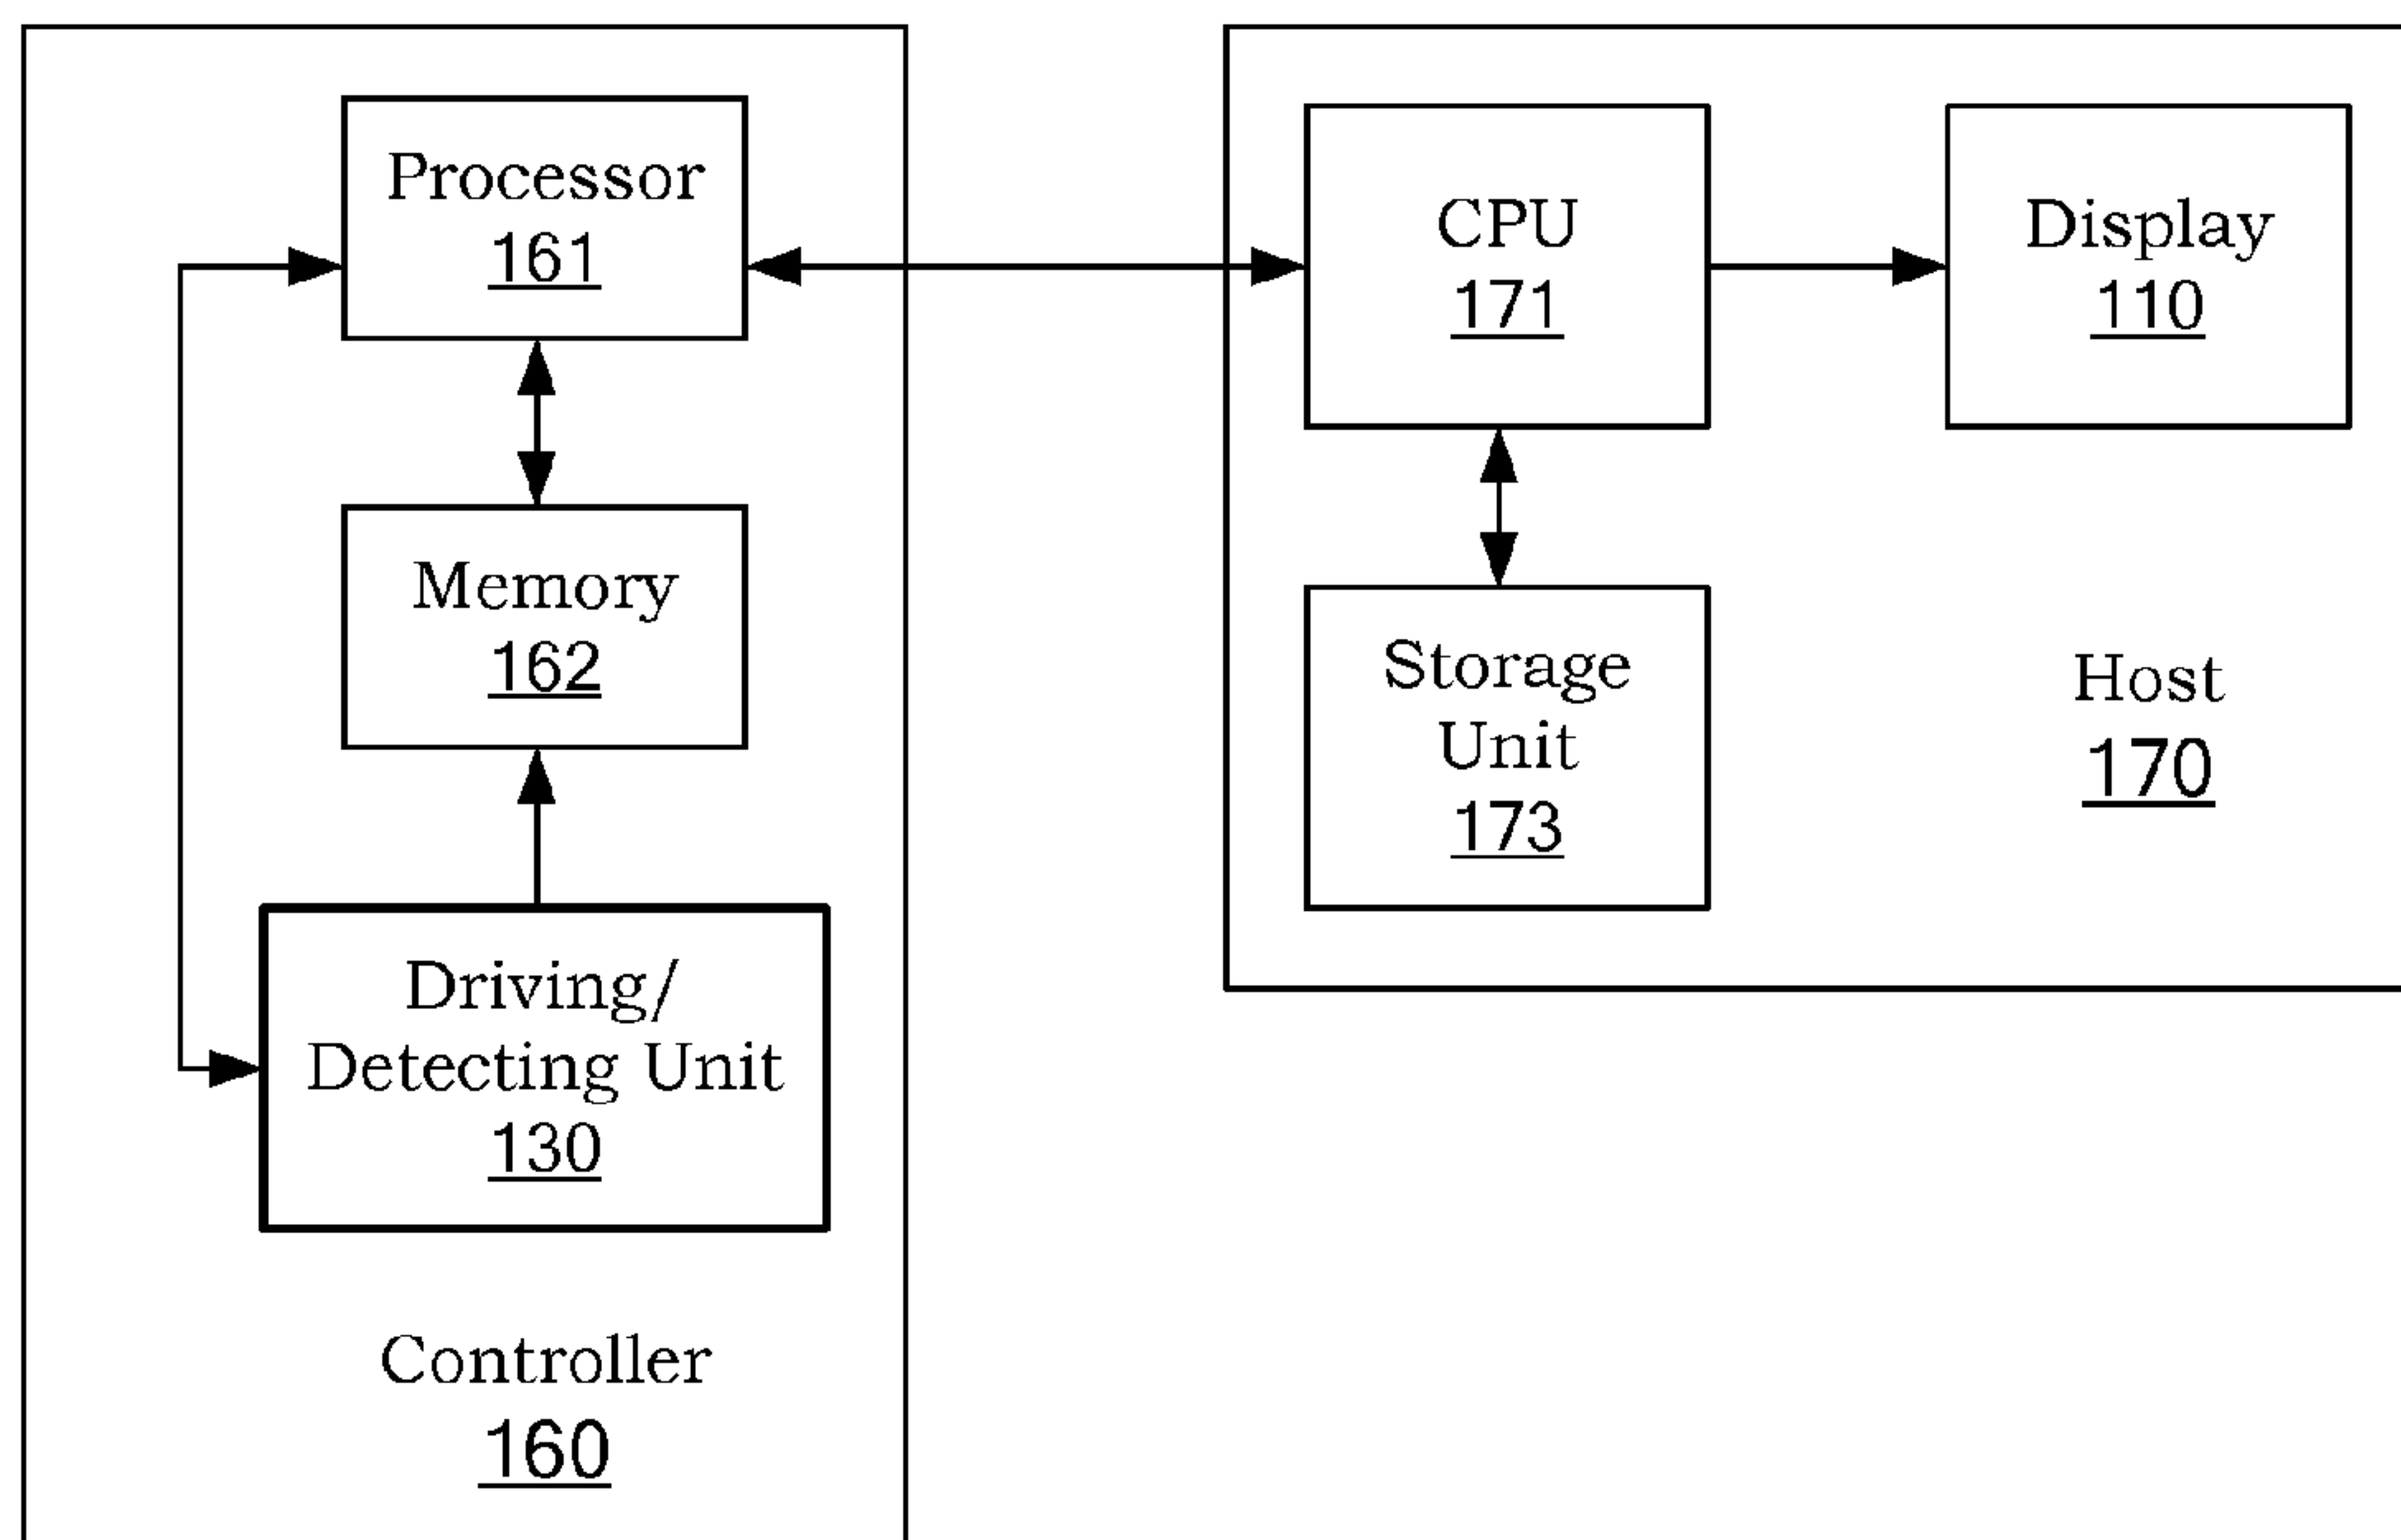 Processor
161
Memory
162
Driving/
Detecting Unit
130
Controller
160
CPU
171
Display
110
Storage
Unit
173
Host
170